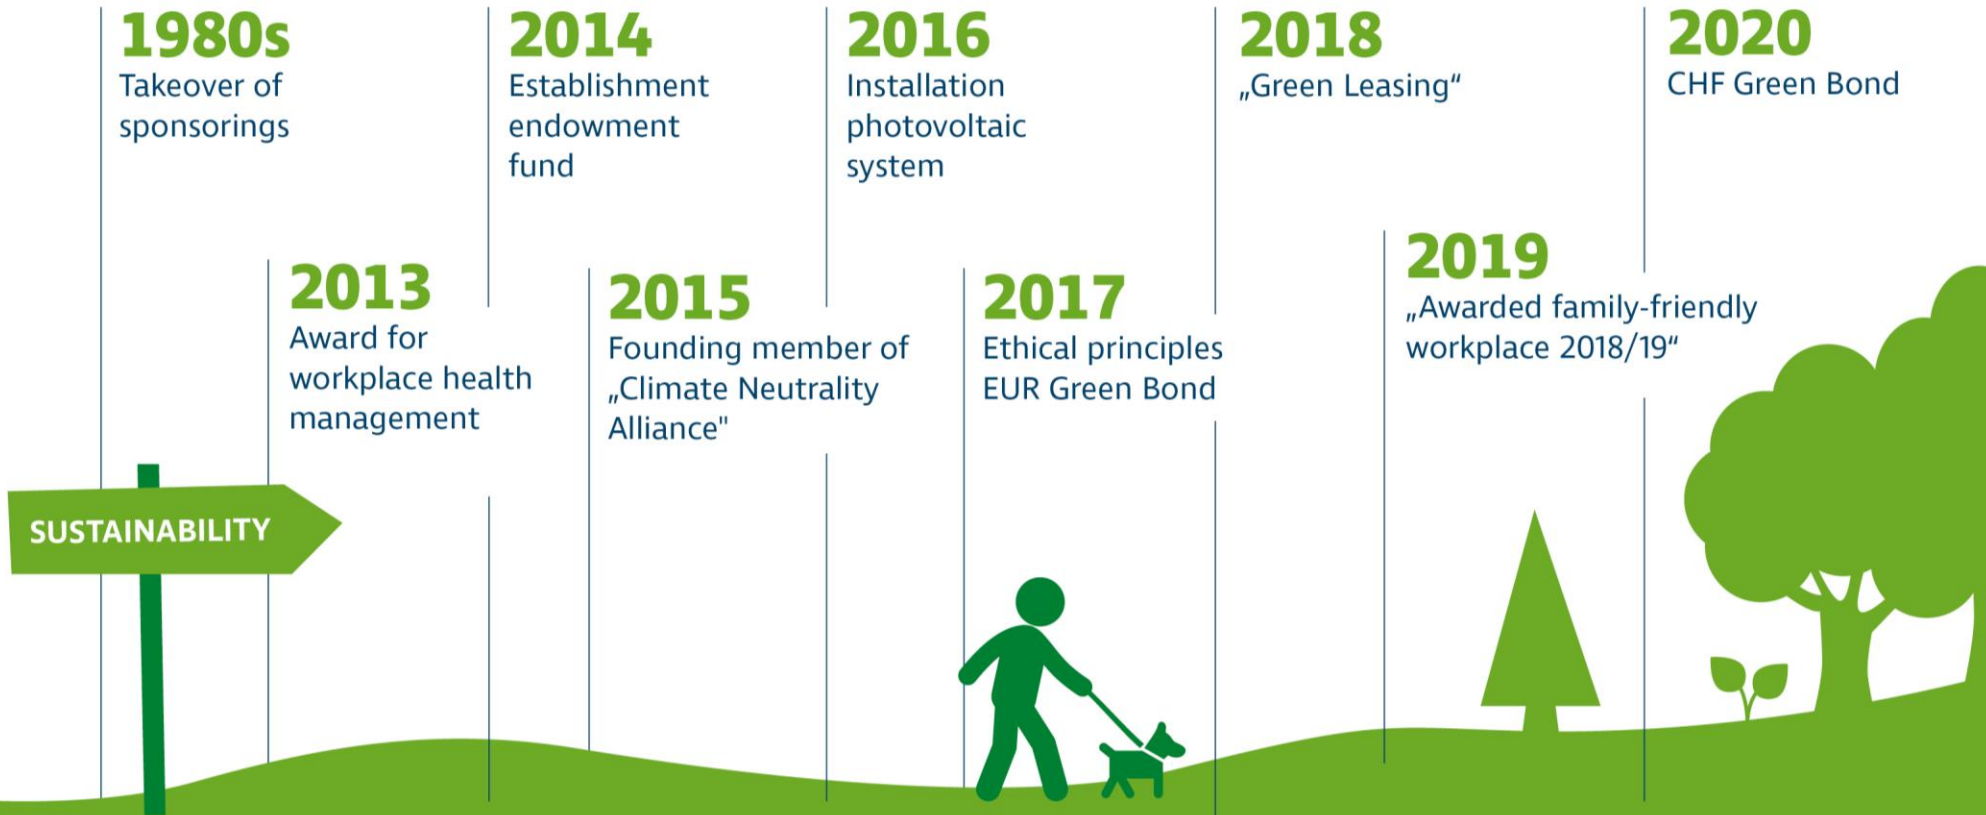 1980s
Takeover of
sponsorings
2013
Award for
workplace health
management
2014
Establishment
endowment
fund
2015
Founding member of
„Climate Neutrality
Alliance"
2016
Installation
photovoltaic
system
2017
Ethical principles
EUR Green Bond
2018
„Green Leasing“
2019
„Awarded family-friendly
workplace 2018/19“
2020
CHF Green Bond
SUSTAINABILITY